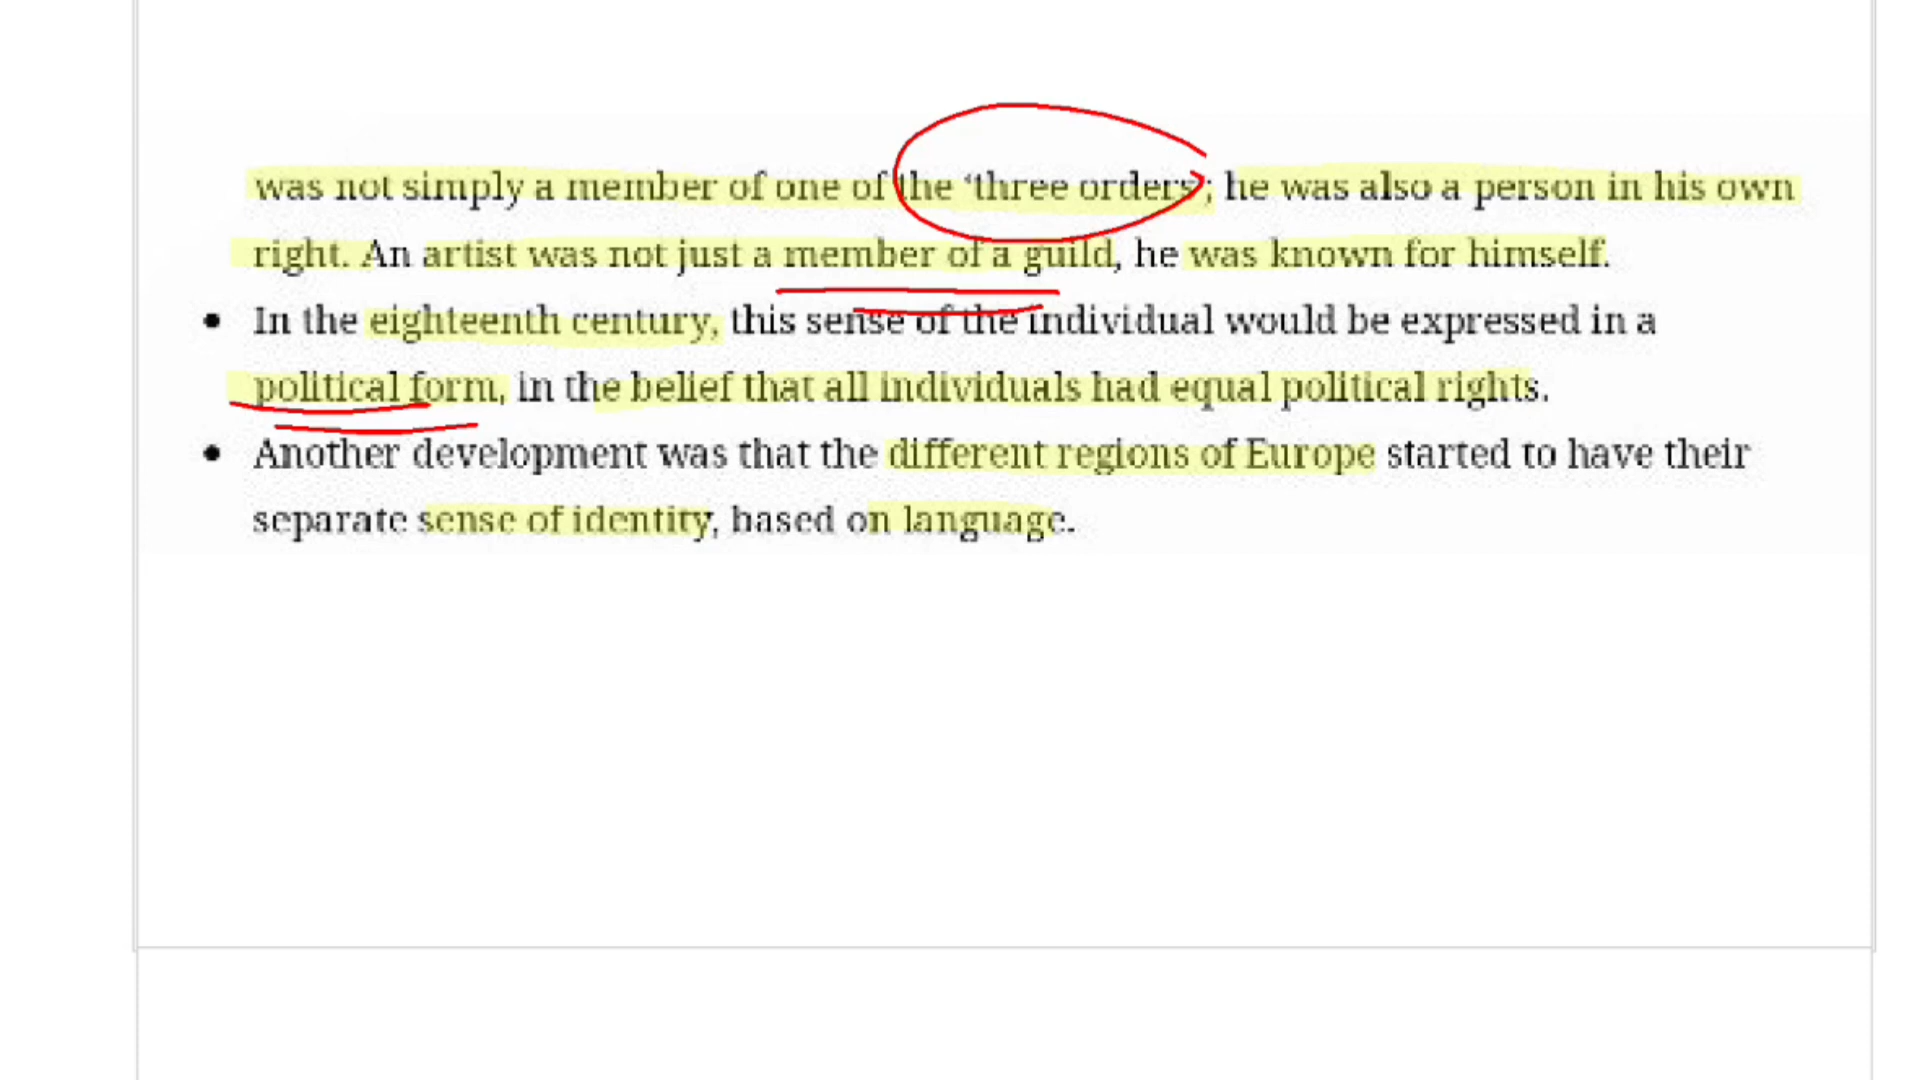 was not simply a member of one of the ‘three orders’; he was also a person in his own
right. An artist was not just a member of a guild, he was known for himself.
• In the eighteenth century, this sense of the individual would be expressed in a
political form, in the belief that all individuals had equal political rights.
• Another development was that the different regions of Europe started to have their
separate sense of identity, based on language.